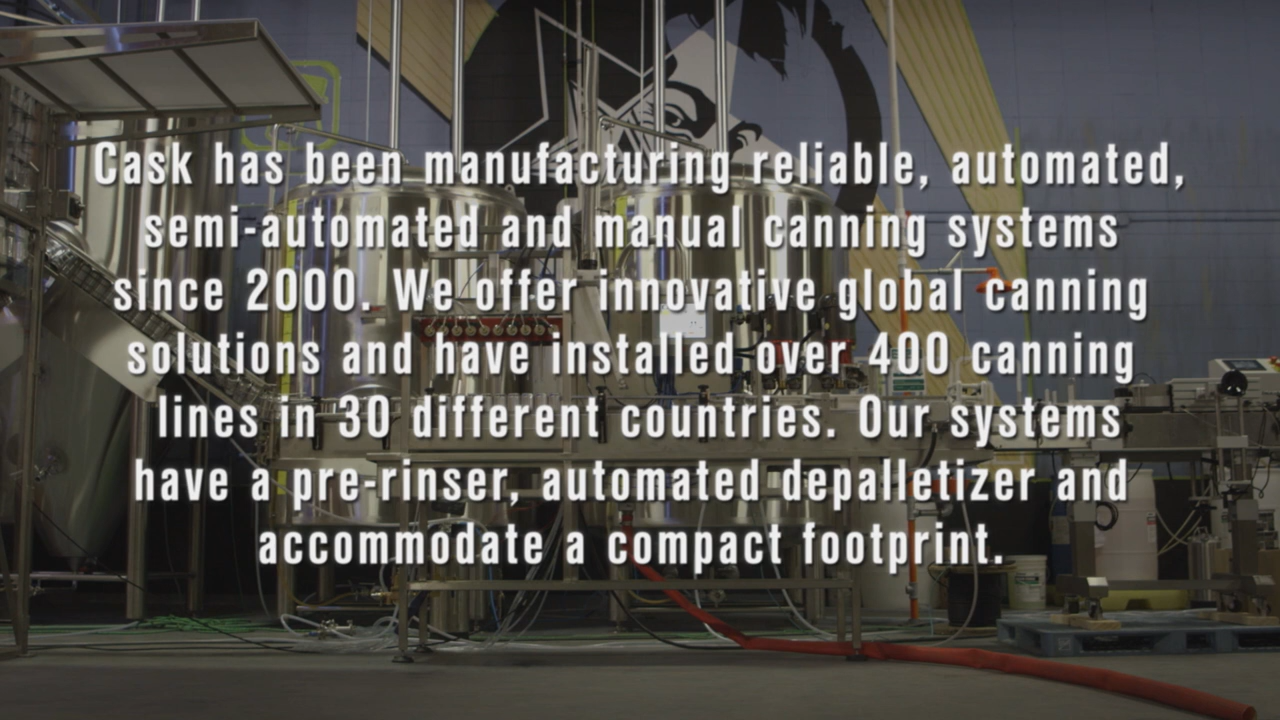 Cask has been manufacturing reliable, automated,
semi-automated and manual canning systems
since 2000. We offer innovative global canning
solutions and have installed over 400 canning
lines in 30 different countries. Our systems
have a pre-rinser, automated depalletizer and
accommodate a compact footprint.